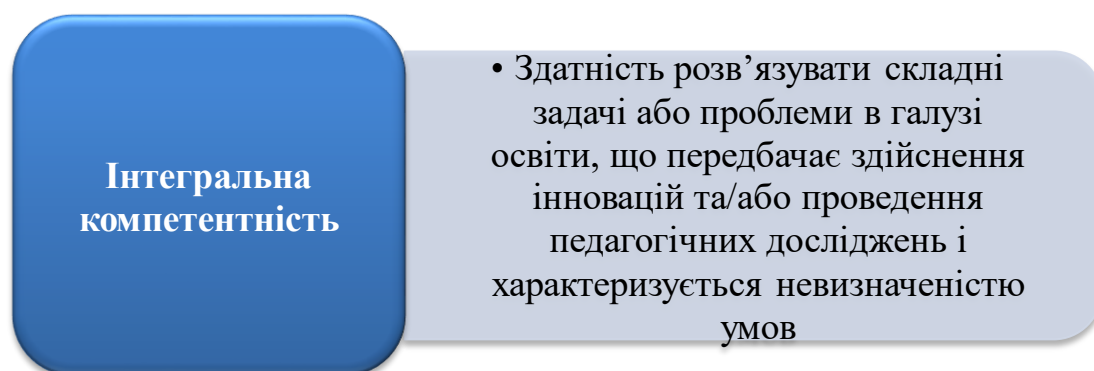 Інтегральна
компетентність
• Здатність розв’язувати складні
задачі або проблеми в галузі
освіти, що передбачає здійснення
інновацій та/або проведення
педагогічних досліджень і
характеризується невизначеністю
умов